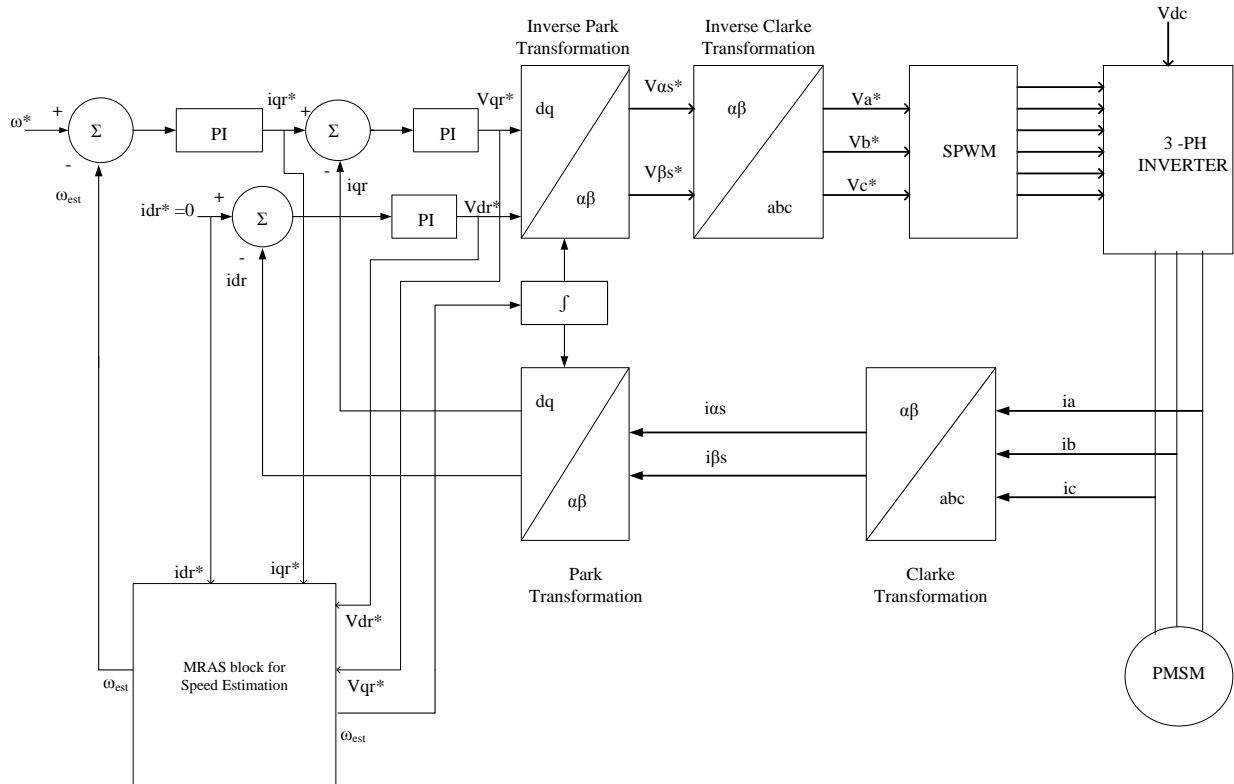 Inverse Park
Transformation
Inverse Clarke
Transformation
Vdc
ω*
+
-
Σ
ωest
PI
iqr*
+
-
Σ
iqr
PI
Vqr*
dq
αβ
Vαs*
Vβs*
αβ
abc
Va*
Vb*
Vc*
SPWM
3 -PH
INVERTER
idr* =0
+
-
Σ
idr
PI
Vdr*
∫
dq
αβ
iαs
iβs
αβ
abc
ia
ib
ic
Park
Transformation
Clarke
Transformation
idr*
iqr*
Vdr*
MRAS block for
Speed Estimation
ωest
Vqr*
ωest
PMSM